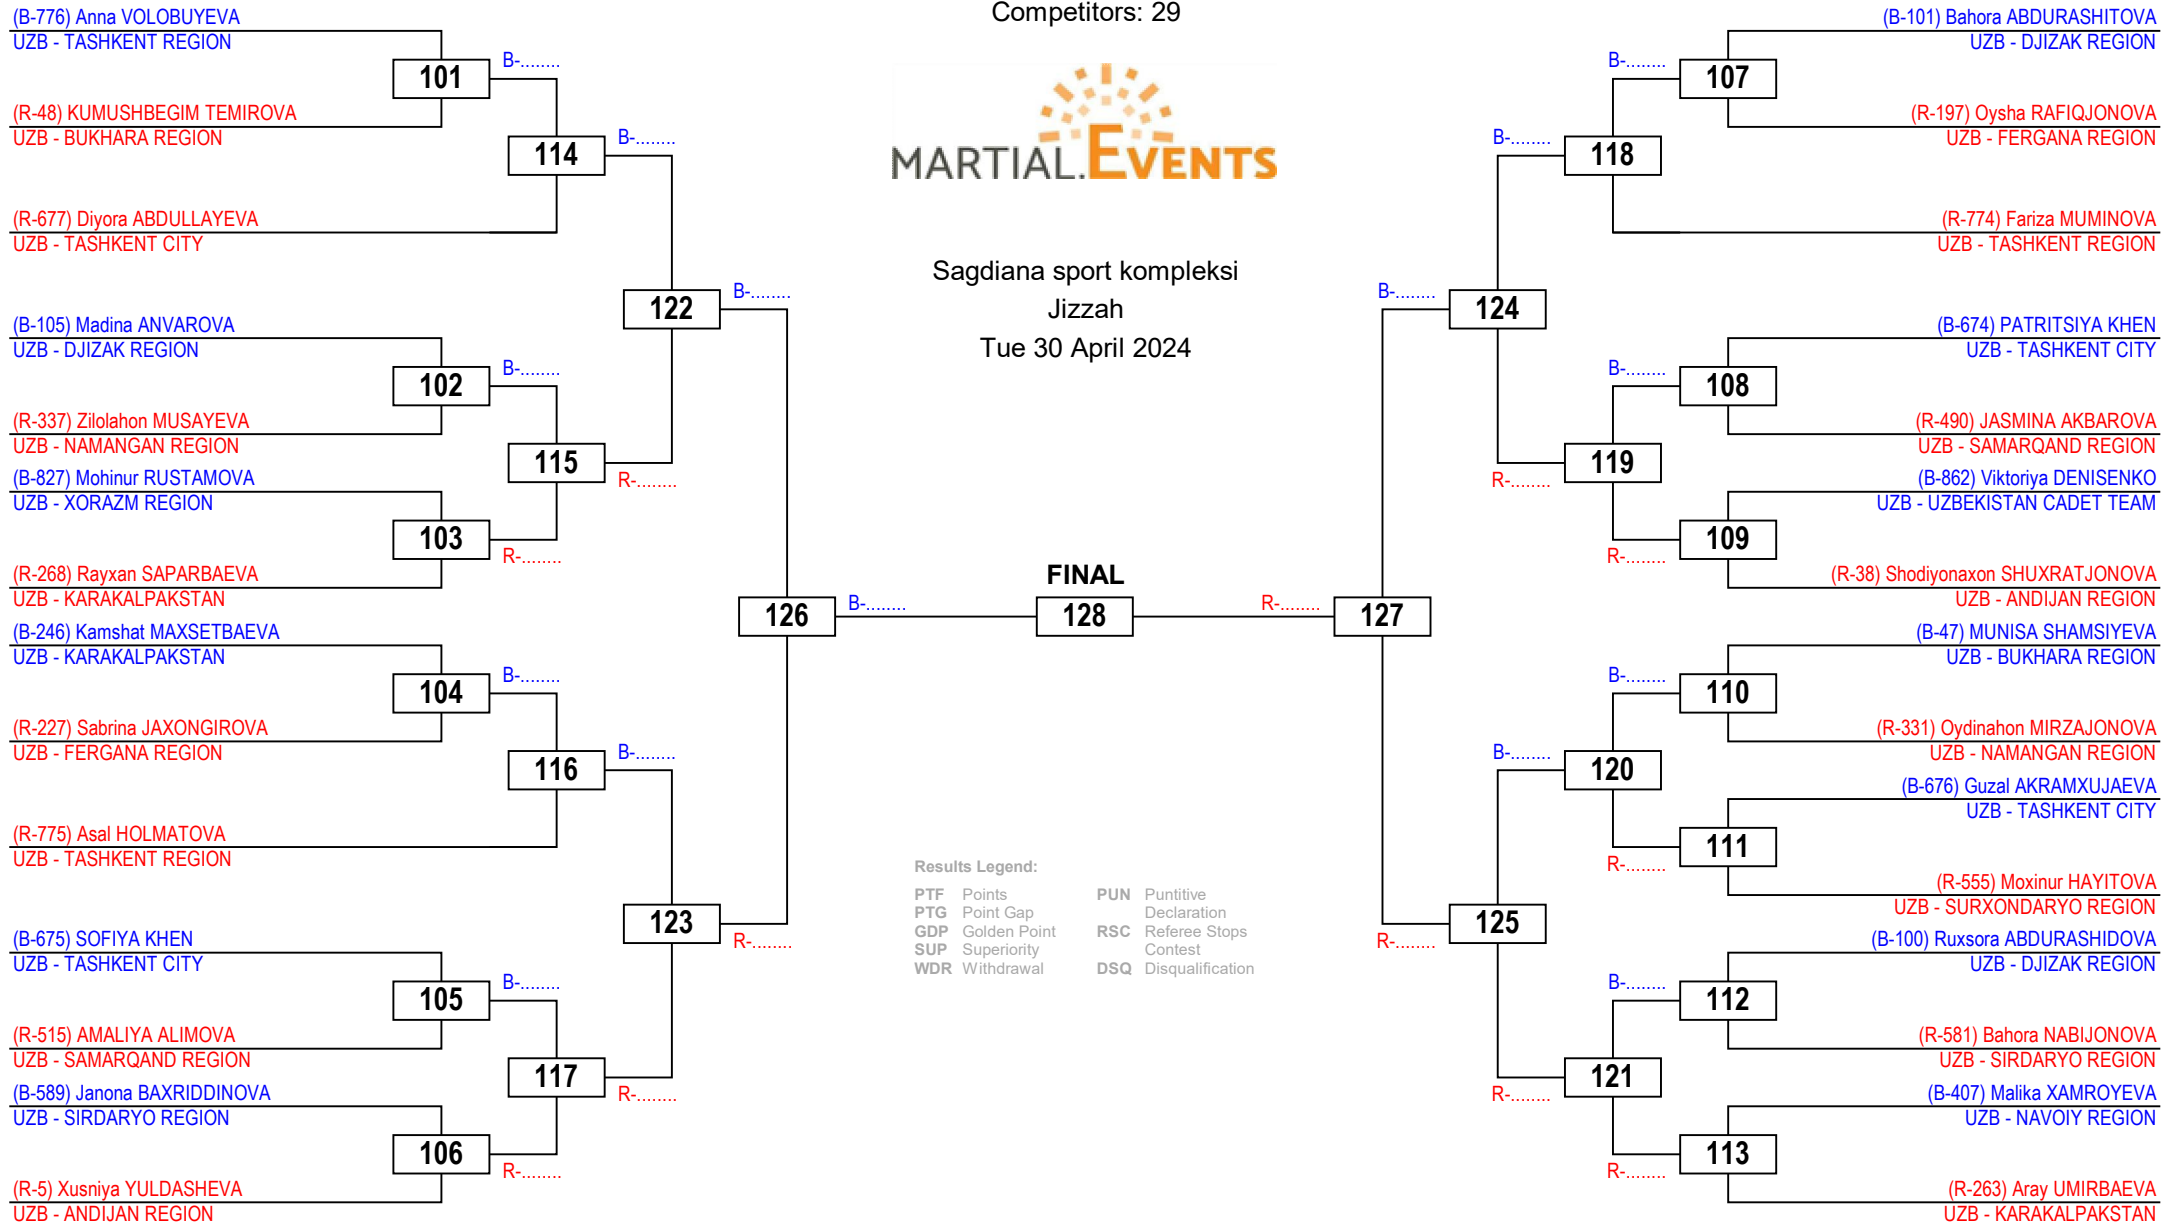 Competitors: 29
MARTIAL.EVENTS
Sagdiana sport kompleksi
Jizzah
Tue 30 April 2024
(B-776) Anna VOLOBUYEVA
UZB - TASHKENT REGION
B-........
101
(R-48) KUMUSHBEGIM TEMIROVA
UZB - BUKHARA REGION
114
B-........
(R-677) Diyora ABDULLAYEVA
UZB - TASHKENT CITY
122
B-........
(B-105) Madina ANVAROVA
UZB - DJIZAK REGION
B-........
102
(R-337) Zilolahon MUSAYEVA
UZB - NAMANGAN REGION
115
R-........
(B-827) Mohinur RUSTAMOVA
UZB - XORAZM REGION
103
R-........
(R-268) Rayxan SAPARBAEVA
UZB - KARAKALPAKSTAN
126
B-........
(B-246) Kamshat MAXSETBAEVA
UZB - KARAKALPAKSTAN
B-........
104
(R-227) Sabrina JAXONGIROVA
UZB - FERGANA REGION
116
B-........
(R-775) Asal HOLMATOVA
UZB - TASHKENT REGION
123
R-........
(B-675) SOFIYA KHEN
UZB - TASHKENT CITY
B-........
105
(R-515) AMALIYA ALIMOVA
UZB - SAMARQAND REGION
117
R-........
(B-589) Janona BAXRIDDINOVA
UZB - SIRDARYO REGION
106
R-........
(R-5) Xusniya YULDASHEVA
UZB - ANDIJAN REGION
FINAL
128
Results Legend:
PTF Points
PTG Point Gap
GDP Golden Point
SUP Superiority
WDR Withdrawal
PUN Puntitive
Declaration
RSC Referee Stops
Contest
DSQ Disqualification
(B-101) Bahora ABDURASHITOVA
UZB - DJIZAK REGION
B-........
107
(R-197) Oysha RAFIQJONOVA
UZB - FERGANA REGION
B-........
118
(R-774) Fariza MUMINOVA
UZB - TASHKENT REGION
B-........
124
(B-674) PATRITSIYA KHEN
UZB - TASHKENT CITY
B-........
108
(R-490) JASMINA AKBAROVA
UZB - SAMARQAND REGION
119
R-........
(B-862) Viktoriya DENISENKO
UZB - UZBEKISTAN CADET TEAM
109
R-........
(R-38) Shodiyonaxon SHUXRATJONOVA
UZB - ANDIJAN REGION
R-........
127
(B-47) MUNISA SHAMSIYEVA
UZB - BUKHARA REGION
B-........
110
(R-331) Oydinahon MIRZAJONOVA
UZB - NAMANGAN REGION
B-........
120
(B-676) Guzal AKRAMXUJAEVA
UZB - TASHKENT CITY
111
R-........
(R-555) Moxinur HAYITOVA
UZB - SURXONDARYO REGION
125
R-........
(B-100) Ruxsora ABDURASHIDOVA
UZB - DJIZAK REGION
B-........
112
(R-581) Bahora NABIJONOVA
UZB - SIRDARYO REGION
121
R-........
(B-407) Malika XAMROYEVA
UZB - NAVOIY REGION
113
R-........
(R-263) Aray UMIRBAEVA
UZB - KARAKALPAKSTAN